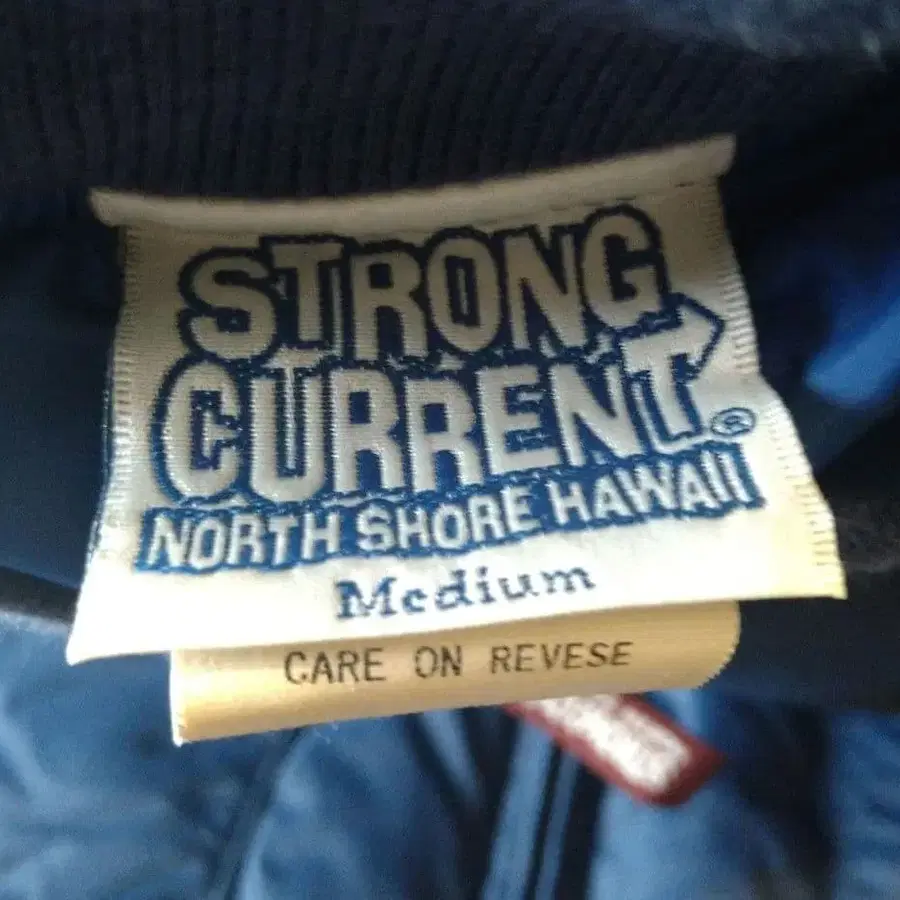 STRONG
CURRENT®
NORTH SHORE HAWAII
Medium
CARE ON REVESE